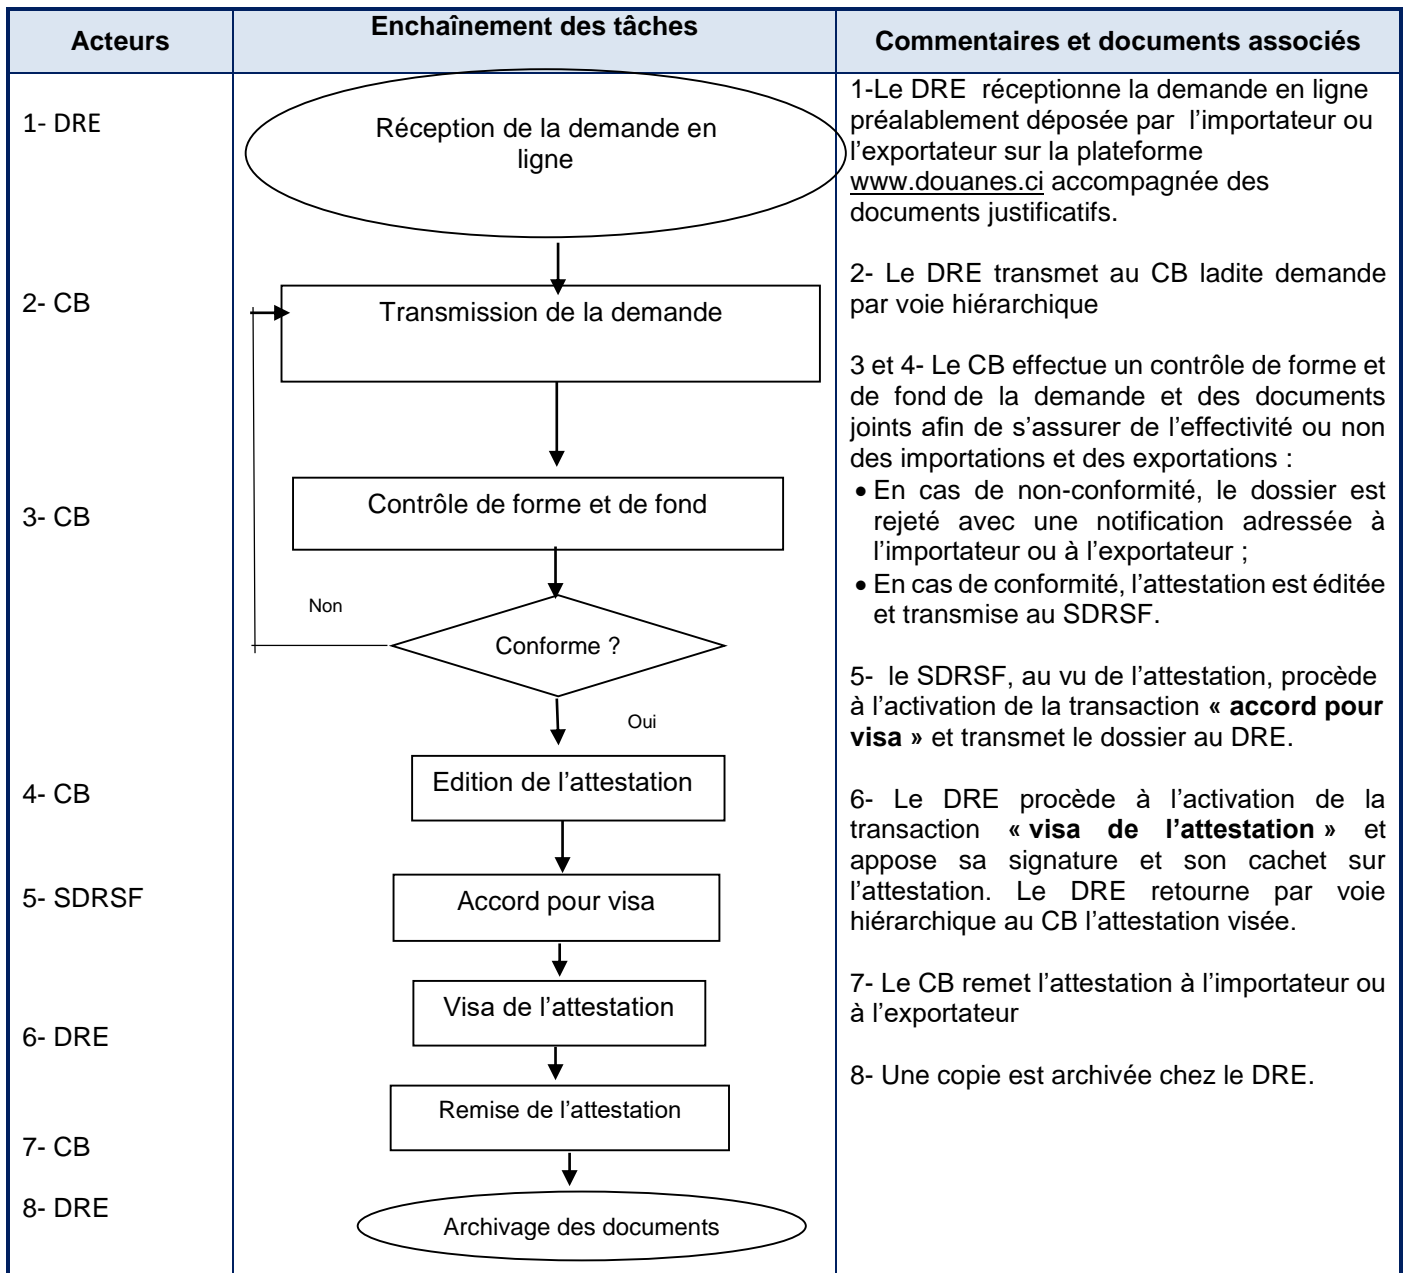 Acteurs
Enchaînement des tâches
Commentaires et documents associés
1- DRE
2- CB
3- CB
4- CB
5- SDRSF
6- DRE
7- CB
8- DRE
Réception de la demande en
ligne
Transmission de la demande
Contrôle de forme et de fond
Non
Conforme ?
Oui
Edition de l’attestation
Accord pour visa
Visa de l’attestation
Remise de l’attestation
Archivage des documents
1-Le DRE réceptionne la demande en ligne
préalablement déposée par l’importateur ou
l’exportateur sur la plateforme
www.douanes.ci accompagnée des
documents justificatifs.
2- Le DRE transmet au CB ladite demande
par voie hiérarchique
3 et 4- Le CB effectue un contrôle de forme et
de fond de la demande et des documents
joints afin de s’assurer de l’effectivité ou non
des importations et des exportations :
• En cas de non-conformité, le dossier est
rejeté avec une notification adressée à
l’importateur ou à l’exportateur ;
• En cas de conformité, l’attestation est éditée
et transmise au SDRSF.
5- le SDRSF, au vu de l’attestation, procède
à l’activation de la transaction « accord pour
visa » et transmet le dossier au DRE.
6- Le DRE procède à l’activation de la
transaction « visa de l’attestation » et
appose sa signature et son cachet sur
l’attestation. Le DRE retourne par voie
hiérarchique au CB l’attestation visée.
7- Le CB remet l’attestation à l’importateur ou
à l’exportateur
8- Une copie est archivée chez le DRE.